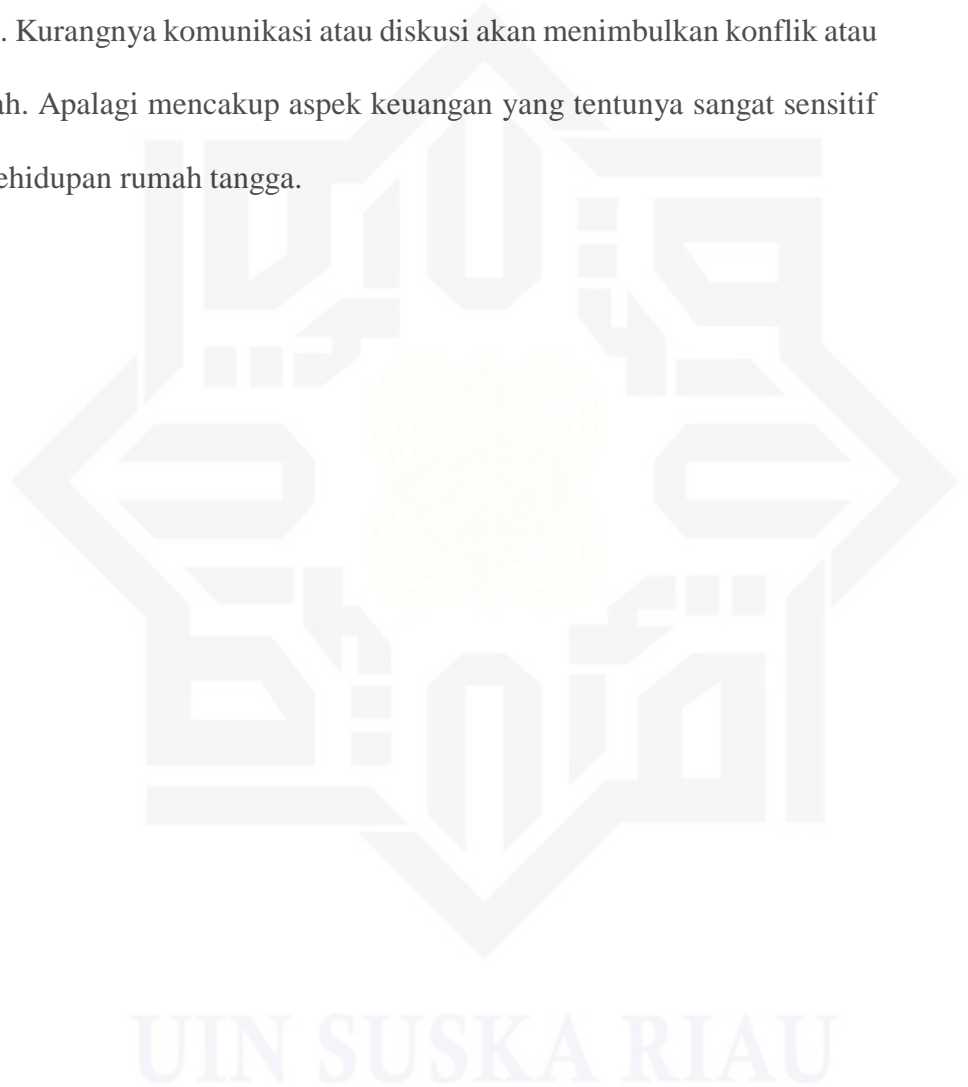 . Kurangnya komunikasi atau diskusi akan menimbulkan konflik atau
ah. Apalagi mencakup aspek keuangan yang tentunya sangat sensitif
ehidupan rumah tangga.
UIN SUSKA RIAU